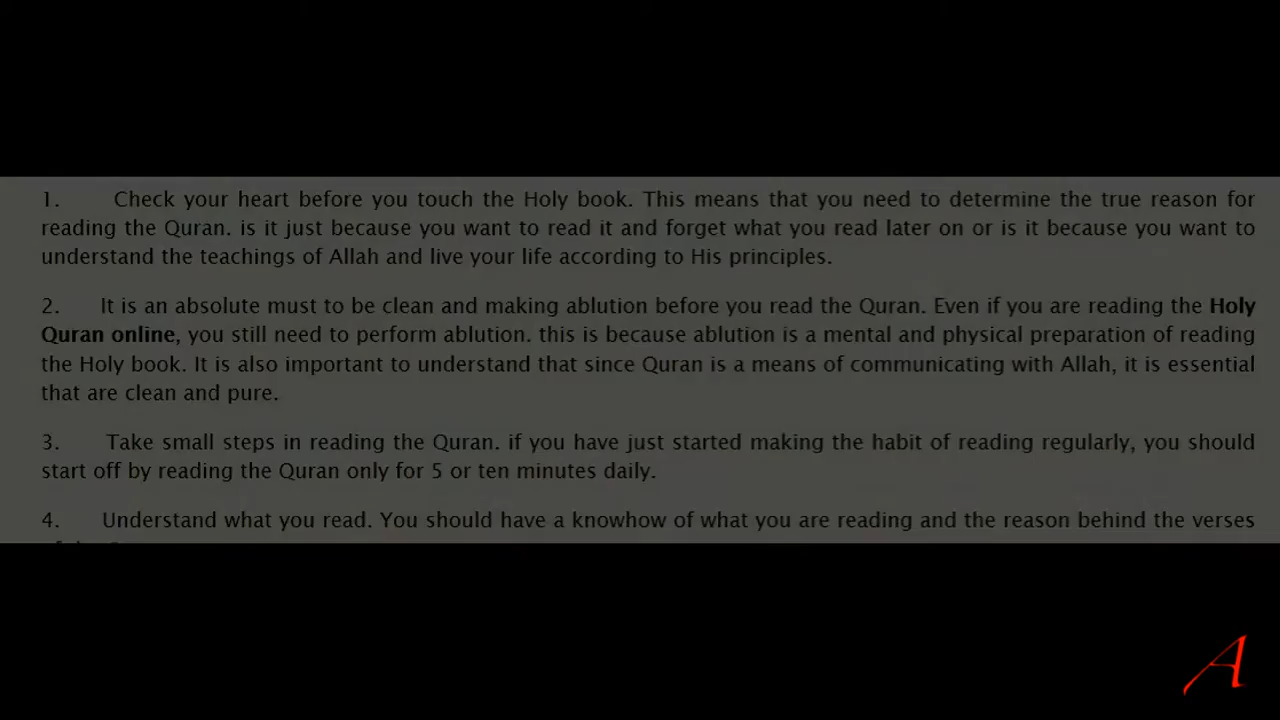 1. Check your heart before you touch the Holy book. This means that you need to determine the true reason for
reading the Quran. is it just because you want to read it and forget what you read later on or is it because you want to
understand the teachings of Allah and live your life according to His principles.
2. It is an absolute must to be clean and making ablution before you read the Quran. Even if you are reading the Holy
Quran online, you still need to perform ablution. this is because ablution is a mental and physical preparation of reading
the Holy book. It is also important to understand that since Quran is a means of communicating with Allah, it is essential
that are clean and pure.
3. Take small steps in reading the Quran. if you have just started making the habit of reading regularly, you should
start off by reading the Quran only for 5 or ten minutes daily.
4. Understand what you read. You should have a knowhow of what you are reading and the reason behind the verses
A